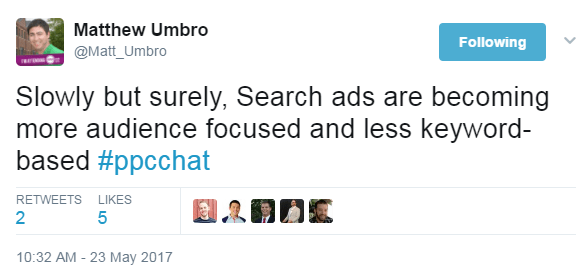 Matthew Umbro
@Matt_Umbro
Following
Slowly but surely, Search ads are becoming
more audience focused and less keyword-
based #ppcchat
RETWEETS LIKES
2 5
10:32 AM - 23 May 2017